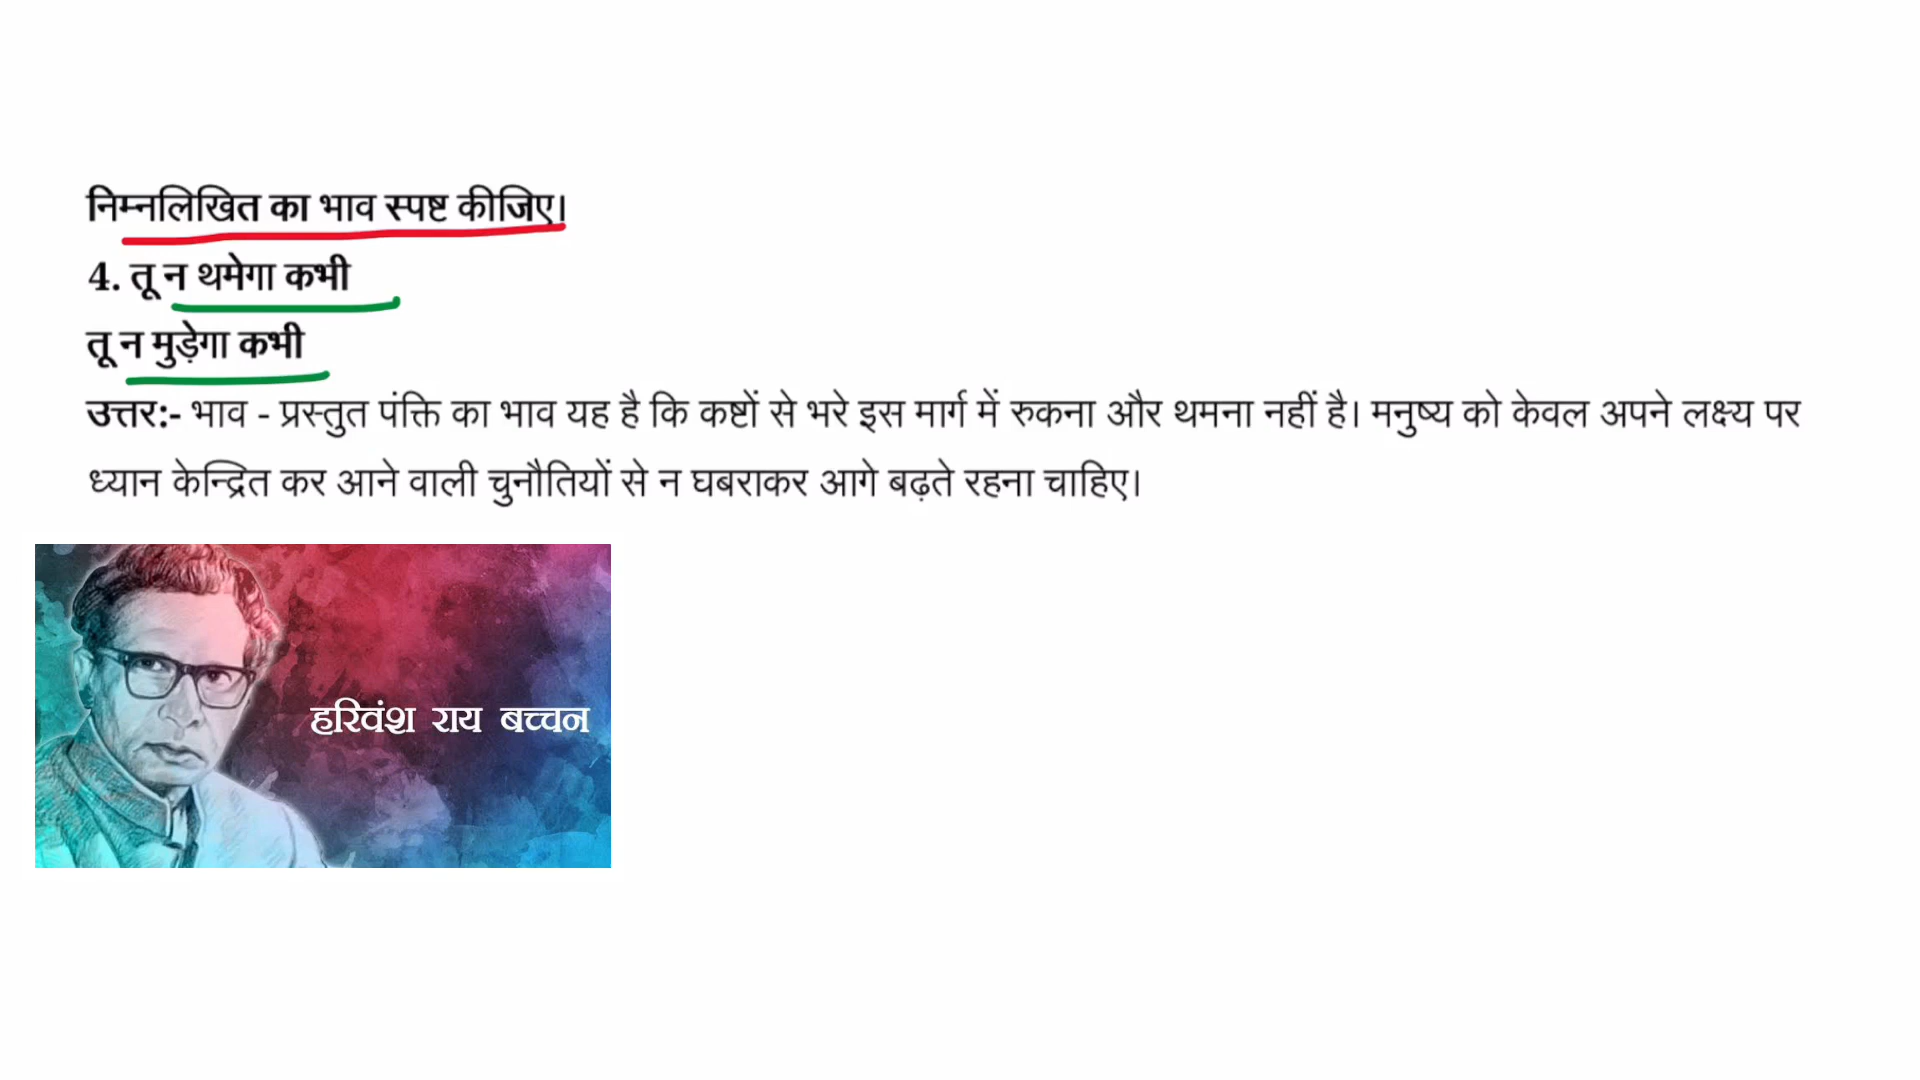 निम्नलिखित का भाव स्पष्ट कीजिए।
4. तू न थमेगा कभी
तू न मुड़ेगा कभी
उत्तर:- भाव - प्रस्तुत पंक्ति का भाव यह है कि कष्टों से भरे इस मार्ग में रुकना और थमना नहीं है। मनुष्य को केवल अपने लक्ष्य पर
ध्यान केन्द्रित कर आने वाली चुनौतियों से न घबराकर आगे बढ़ते रहना चाहिए।
हरिवंश राय बच्चन